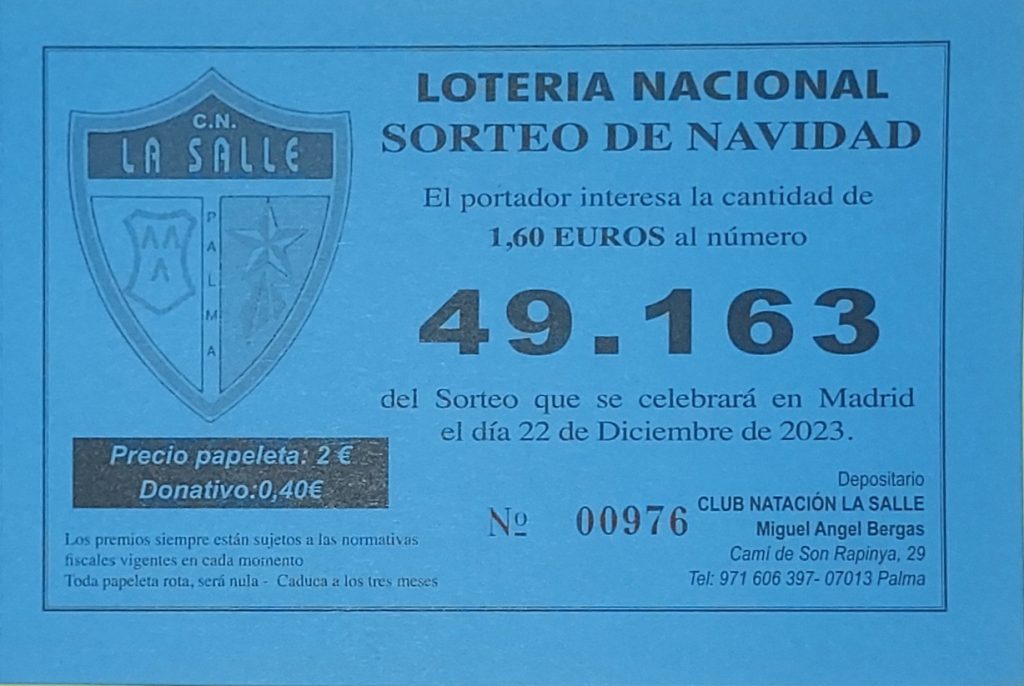 C.N.
LA SALLE
PALMA
LOTERIA NACIONAL
SORTEO DE NAVIDAD
El portador interesa la cantidad de
1,60 EUROS al número
49.163
del Sorteo que se celebrará en Madrid
el día 22 de Diciembre de 2023.
Precio papeleta: 2 €
Donativo:0,40€
Los premios siempre están sujetos a las normativas
fiscales vigentes en cada momento
Toda papeleta rota, será nula - Caduca a los tres meses
Nº 00976
Depositario
CLUB NATACIÓN LA SALLE
Miguel Angel Bergas
Camí de Son Rapinya, 29
Tel: 971 606 397- 07013 Palma